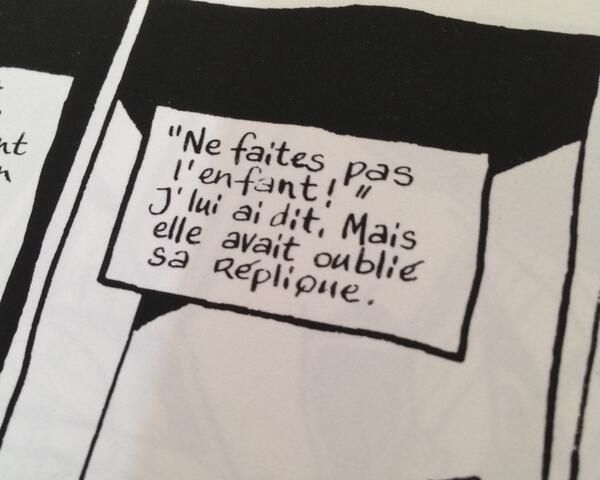 nt
"Ne faites pas
l'enfant!"
J'lui ai dit. Mais
elle avait oublié
sa réplique.